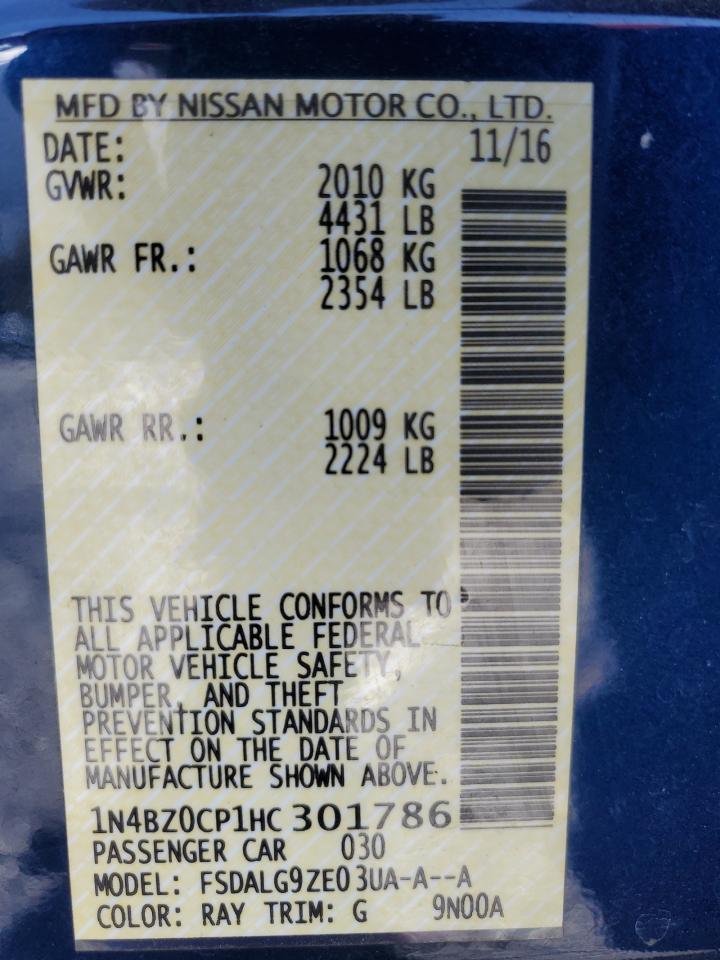 MFD BY NISSAN MOTOR CO., LTD.
DATE: 11/16
GVWR: 2010 KG
4431 LB
GAWR FR.: 1068 KG
2354 LB
GAWR RR.: 1009 KG
2224 LB
THIS VEHICLE CONFORMS TO
ALL APPLICABLE FEDERAL
MOTOR VEHICLE SAFETY,
BUMPER, AND THEFT
PREVENTION STANDARDS IN
EFFECT ON THE DATE OF
MANUFACTURE SHOWN ABOVE.
1N4BZ0CP1HC 301786
PASSENGER CAR 030
MODEL: FSDALG9ZE03UA-A--A
COLOR: RAY TRIM: G 9N00A